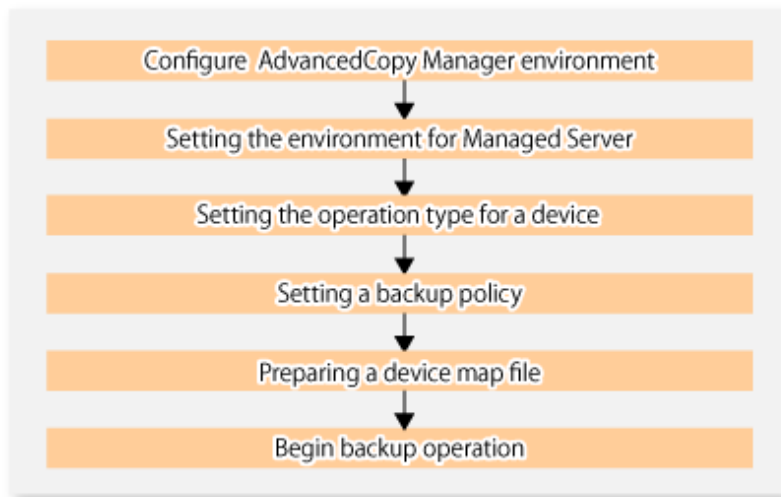 Configure AdvancedCopy Manager environment
Setting the environment for Managed Server
Setting the operation type for a device
Setting a backup policy
Preparing a device map file
Begin backup operation